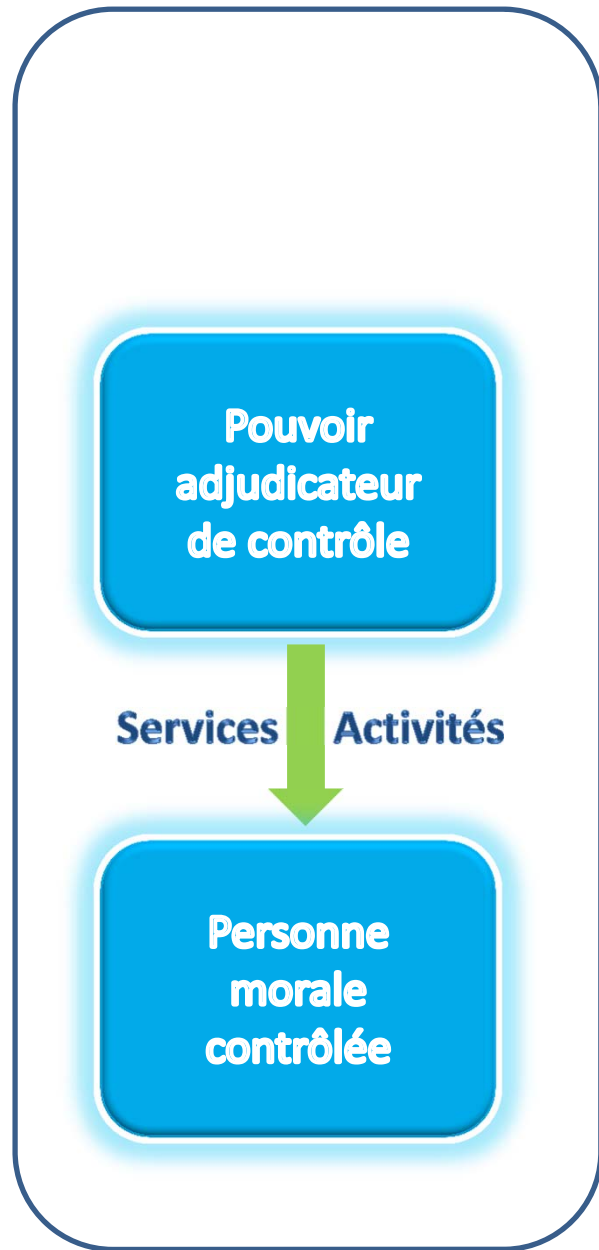 Pouvoir
adjudicateur
de contrôle
Services Activités
Personne
morale
contrôlée